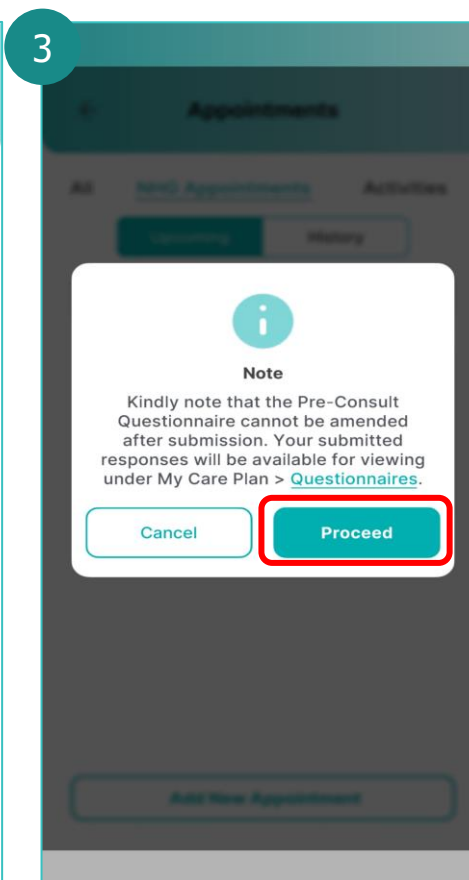 3
Appointments
All NHG Appointments Activities
Upcoming History
Note
Kindly note that the Pre-Consult
Questionnaire cannot be amended
after submission. Your submitted
responses will be available for viewing
under My Care Plan > Questionnaires.
Cancel Proceed
Add New Appointment